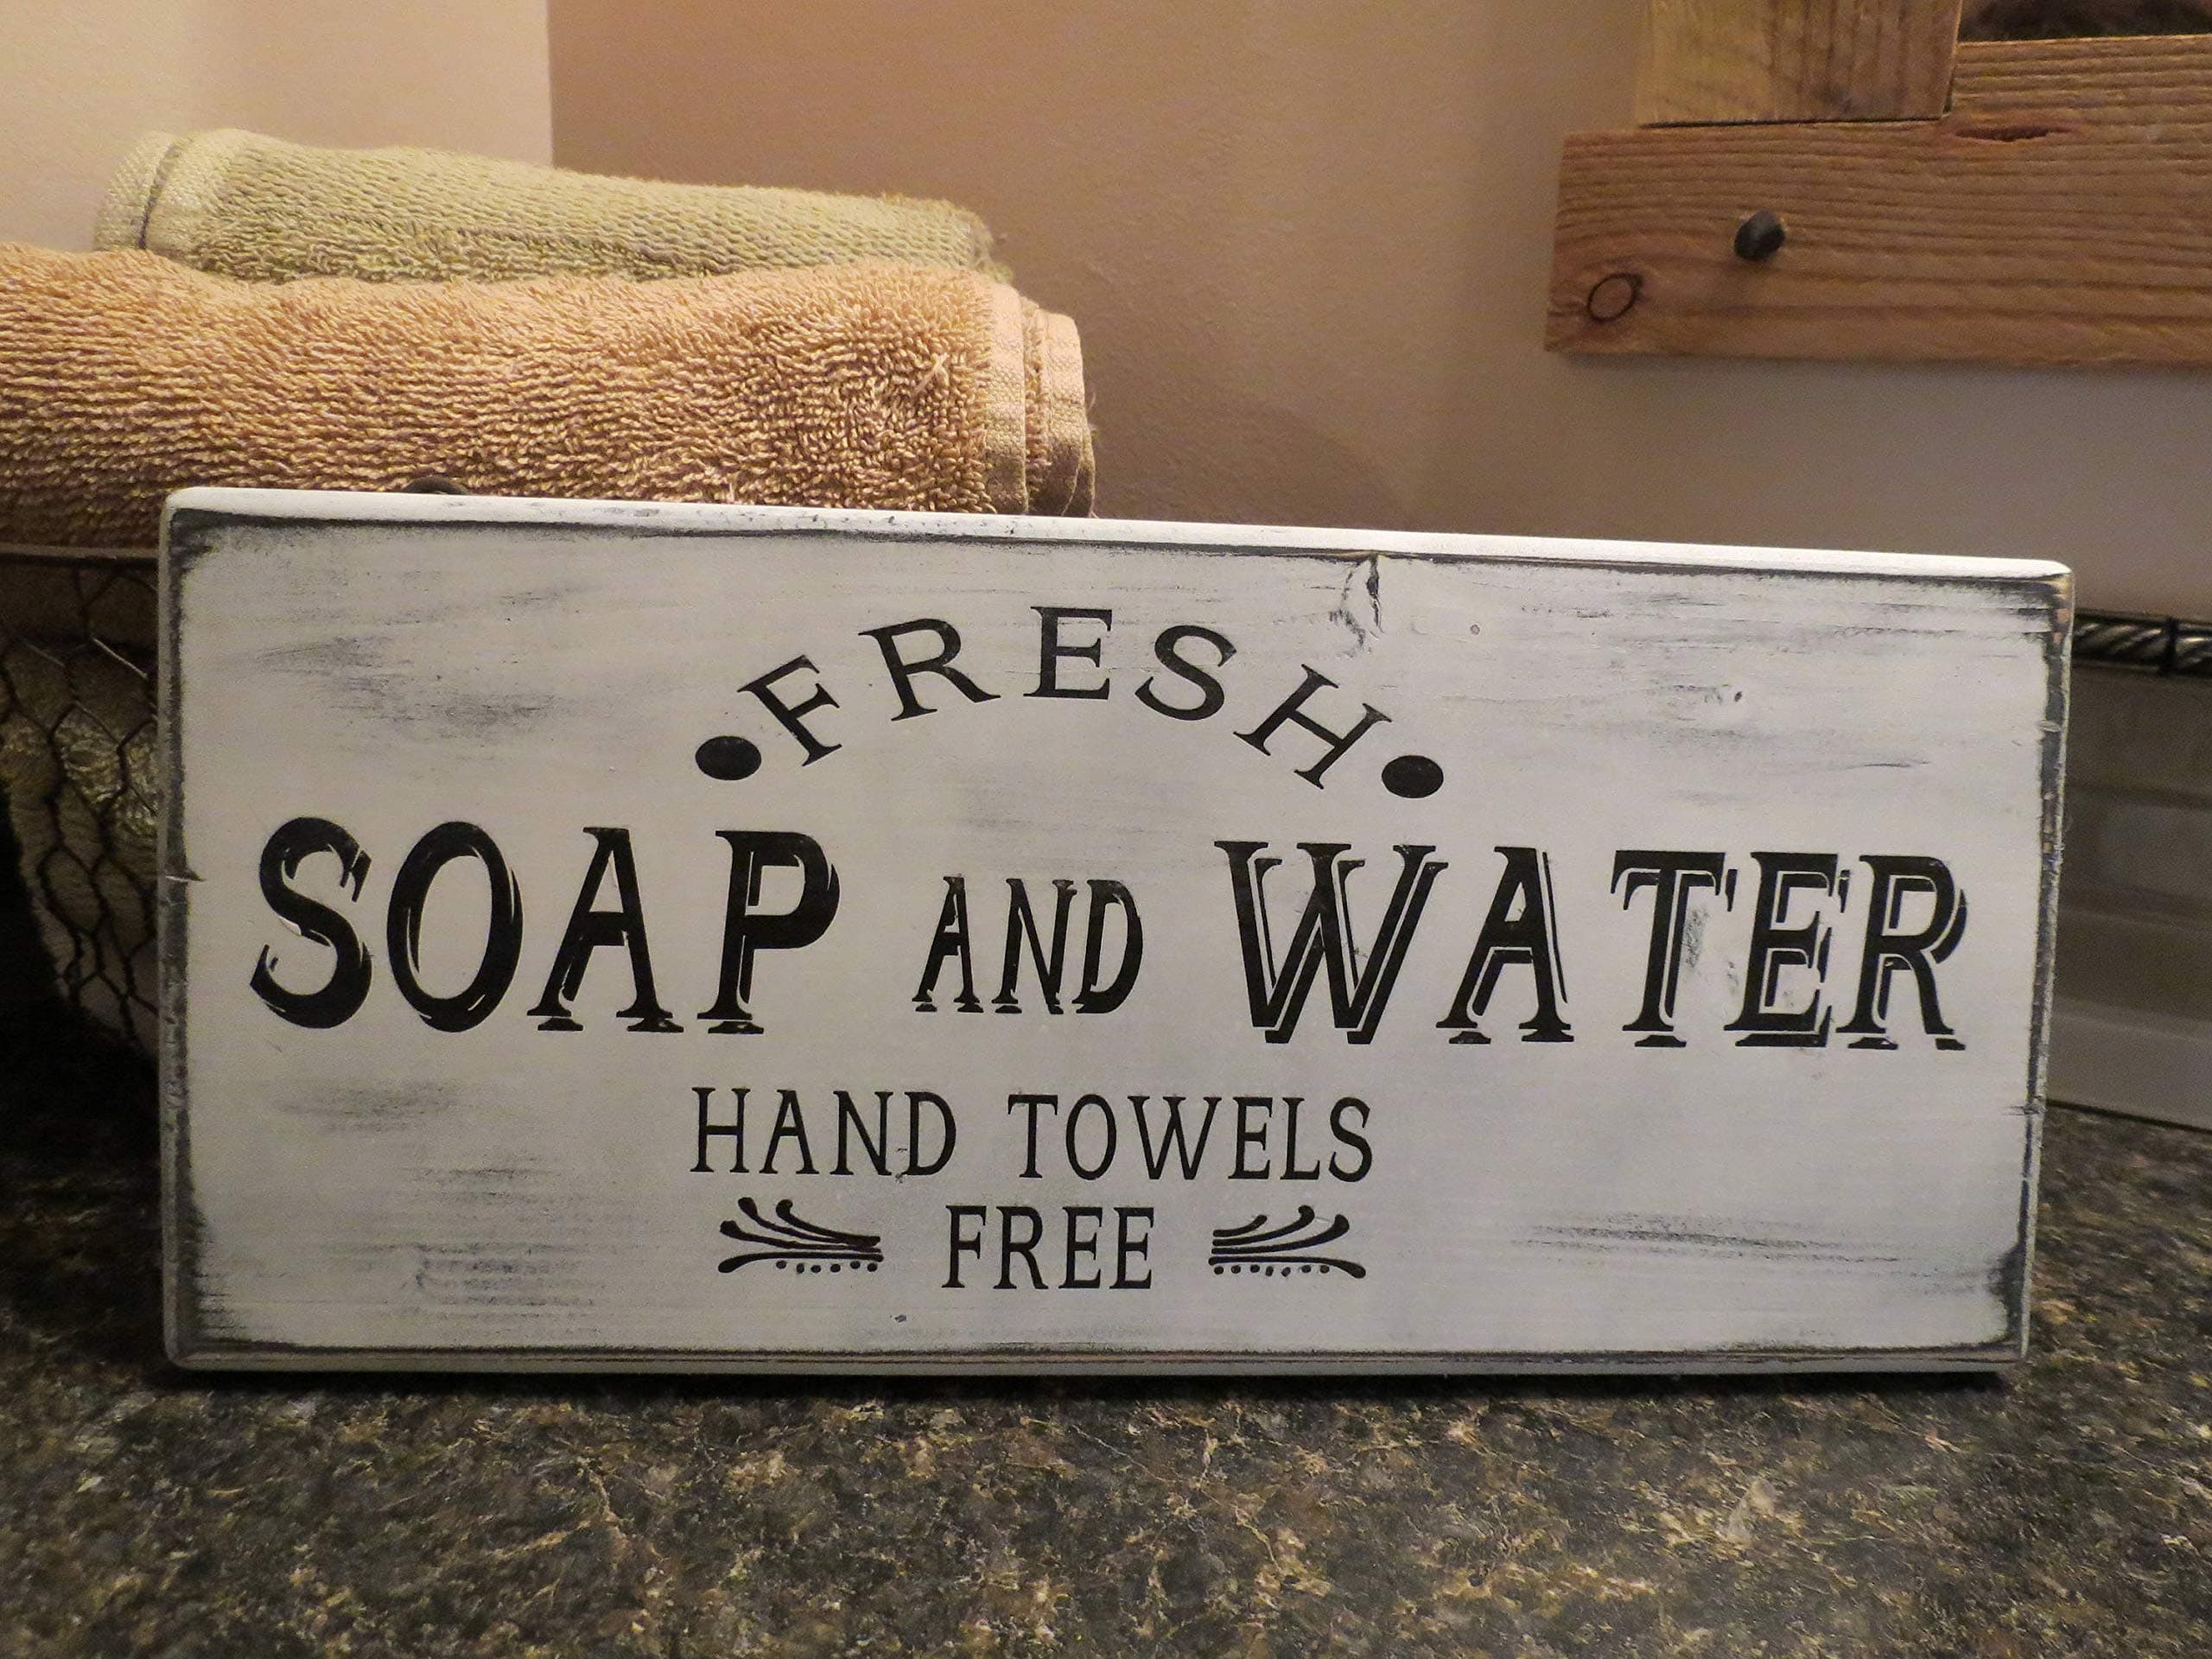 FRESH
SOAP AND WATER
HAND TOWELS
FREE